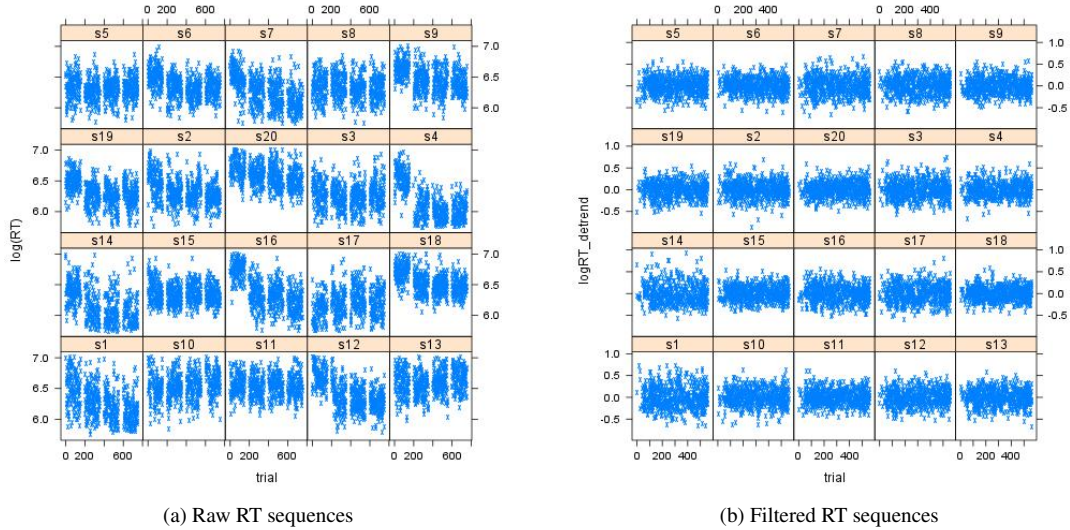 0 200 600
0 200 600
s5 s6 s7 s8 s9
7.0
6.5
6.0
s19 s2 s20 s3 s4
7.0
6.5
6.0
s14 s15 s16 s17 s18
7.0
6.5
6.0
s1 s10 s11 s12 s13
7.0
6.5
6.0
log(RT)
0 200 600
0 200 600
0 200 600
trial
(a) Raw RT sequences
0 200 400
0 200 400
s5 s6 s7 s8 s9
1.0
0.5
0.0
-0.5
s19 s2 s20 s3 s4
1.0
0.5
0.0
-0.5
s14 s15 s16 s17 s18
1.0
0.5
0.0
-0.5
s1 s10 s11 s12 s13
1.0
0.5
0.0
-0.5
logRT_detrend
0 200 400
0 200 400
0 200 400
trial
(b) Filtered RT sequences